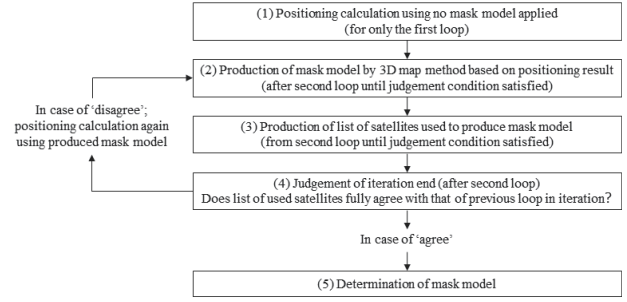 (1) Positioning calculation using no mask model applied
(for only the first loop)
(2) Production of mask model by 3D map method based on positioning result
(after second loop until judgement condition satisfied)
In case of ‘disagree’;
positioning calculation again
using produced mask model
(3) Production of list of satellites used to produce mask model
(from second loop until judgement condition satisfied)
(4) Judgement of iteration end (after second loop)
Does list of used satellites fully agree with that of previous loop in iteration?
In case of ‘agree’
(5) Determination of mask model